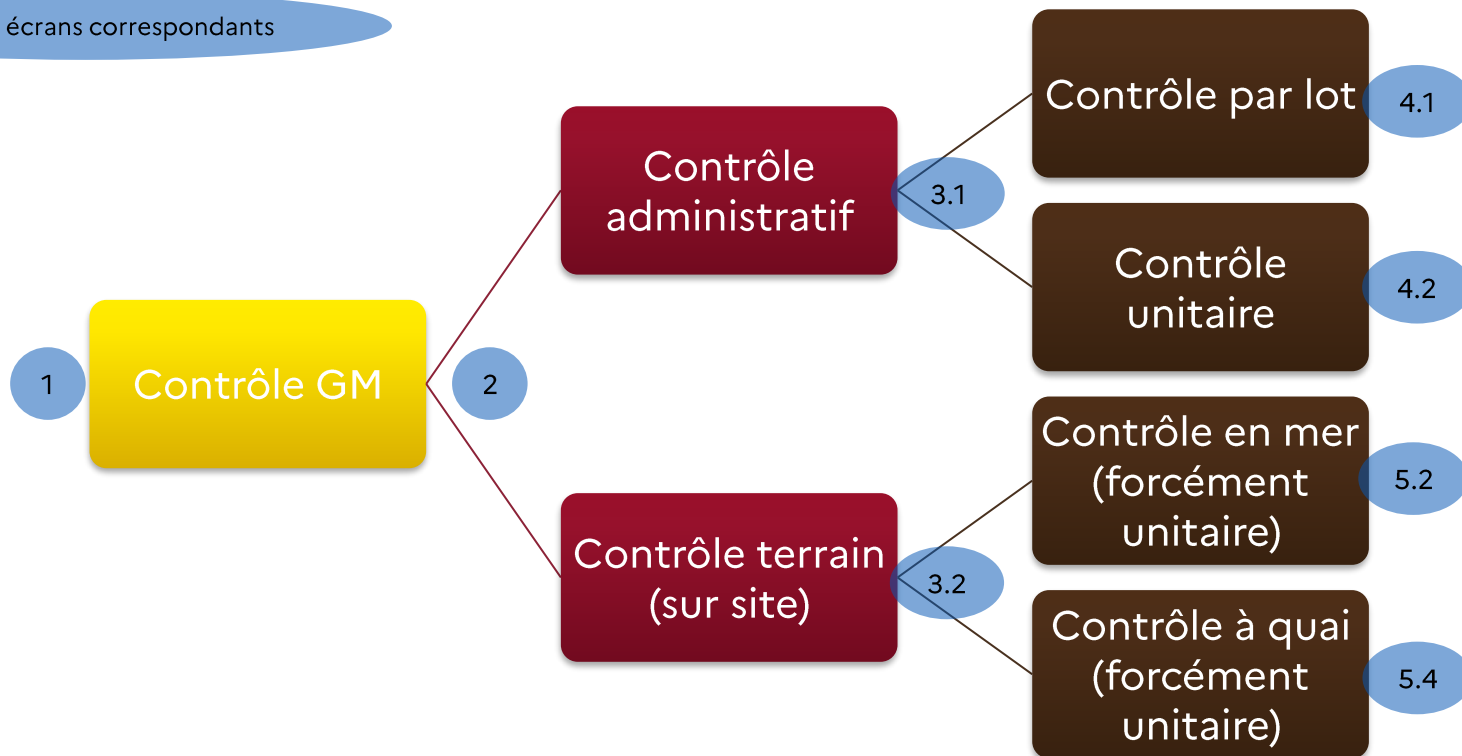 écrans correspondants
Contrôle par lot
4.1
Contrôle
administratif
3.1
Contrôle
unitaire
4.2
1
Contrôle GM
2
Contrôle en mer
(forcément
unitaire)
5.2
Contrôle terrain
(sur site)
3.2
Contrôle à quai
(forcément
unitaire)
5.4